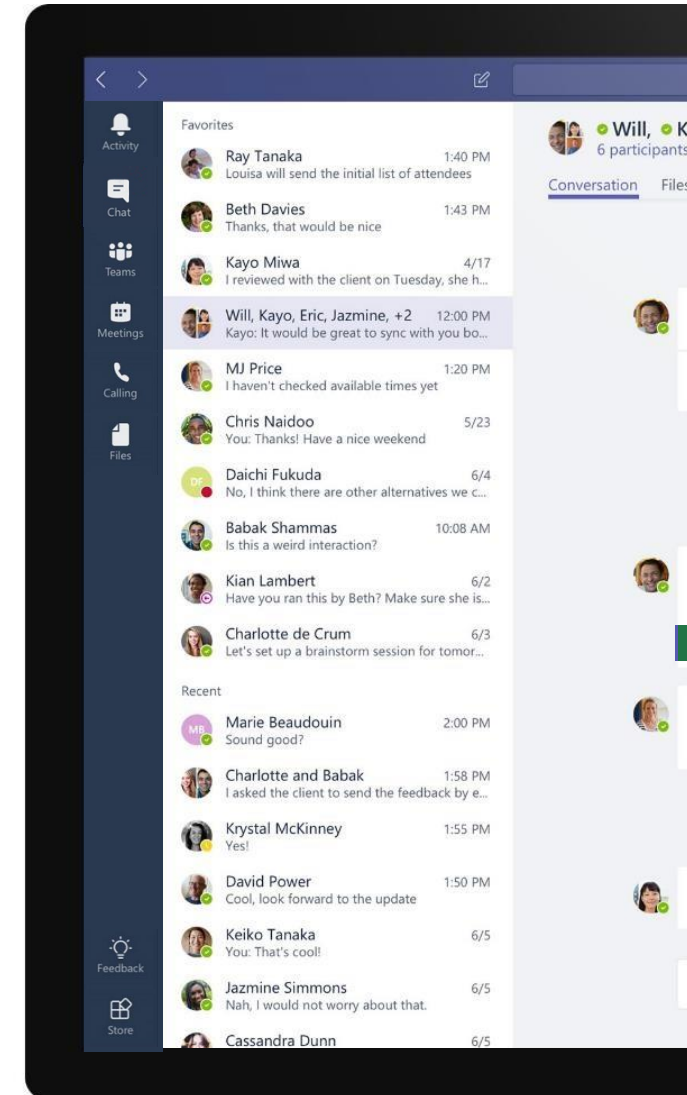 Activity
Chat
Teams
Meetings
Calling
Files
Feedback
Store
Favorites
Ray Tanaka 1:40 PM
Louisa will send the initial list of attendees
Beth Davies 1:43 PM
Thanks, that would be nice
Kayo Miwa 4/17
I reviewed with the client on Tuesday, she h...
Will, Kayo, Eric, Jazmine, +2 12:00 PM
Kayo: It would be great to sync with you bo...
MJ Price 1:20 PM
I haven't checked available times yet
Chris Naidoo 5/23
You: Thanks! Have a nice weekend
DF
Daichi Fukuda 6/4
No, I think there are other alternatives we c...
Babak Shammas 10:08 AM
Is this a weird interaction?
Kian Lambert 6/2
Have you ran this by Beth? Make sure she is...
Charlotte de Crum 6/3
Let's set up a brainstorm session for tomor...
Recent
MB
Marie Beaudouin 2:00 PM
Sound good?
Charlotte and Babak 1:58 PM
I asked the client to send the feedback by e...
Krystal McKinney 1:55 PM
Yes!
David Power 1:50 PM
Cool, look forward to the update
Keiko Tanaka 6/5
You: That's cool!
Jazmine Simmons 6/5
Nah, I would not worry about that.
Cassandra Dunn 6/5
Will, K
6 participants
Conversation Files